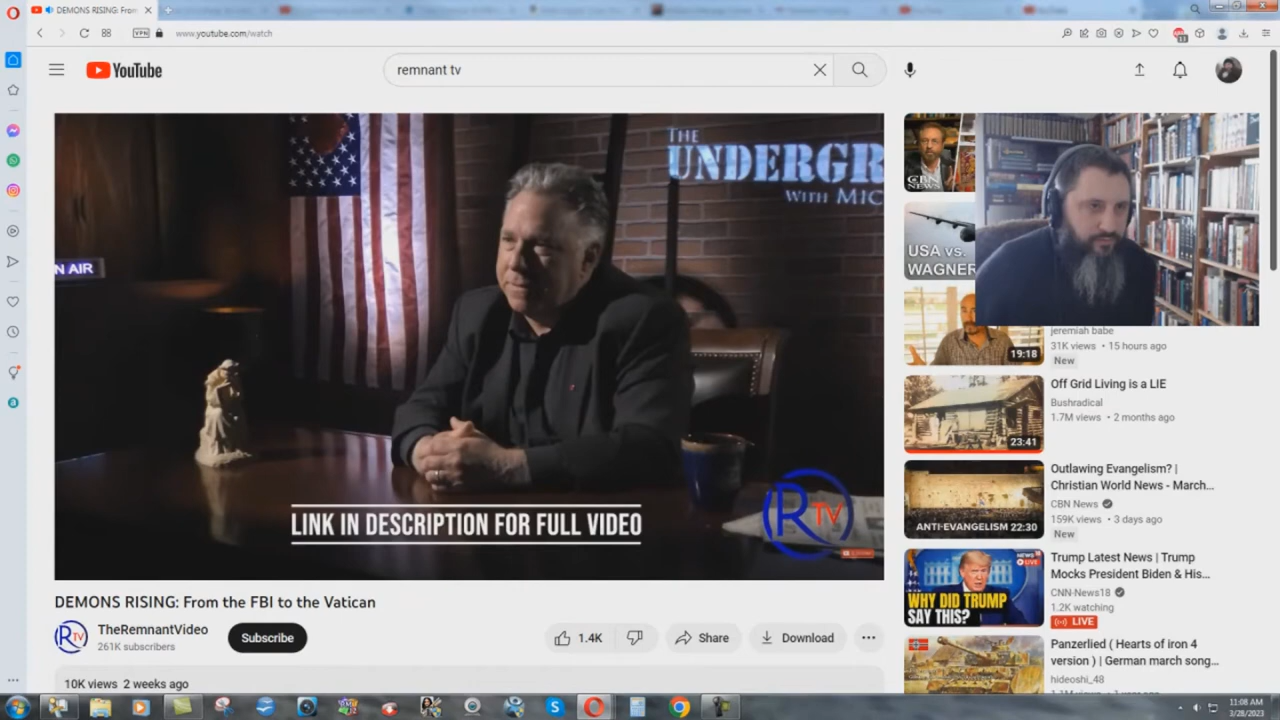 DEMONS RISING: From
VPN
www.youtube.com/watch
11
YouTube
remnant tv
THE
UNDERGR
WITH MIC
N AIR
LINK IN DESCRIPTION FOR FULL VIDEO
R TV
DEMONS RISING: From the FBI to the Vatican
R TV
TheRemnantVideo
261K subscribers
Subscribe
1.4K
Share
Download
10K views 2 weeks ago
CBN
NEWS
USA vs.
WAGNER
19:18
jeremiah babe
31K views • 15 hours ago
New
23:41
Off Grid Living is a LIE
Bushradical
1.7M views • 2 months ago
ANTI-EVANGELISM 22:30
Outlawing Evangelism? |
Christian World News - March...
CBN News
159K views • 3 days ago
New
NEWS
LIVE
WHY DID TRUMP
SAY THIS?
Trump Latest News | Trump
Mocks President Biden & His...
CNN-News18
1.2K watching
LIVE
Panzerlied ( Hearts of iron 4
version ) | German march song...
hideoshi_48
11:08 AM
3/28/2023